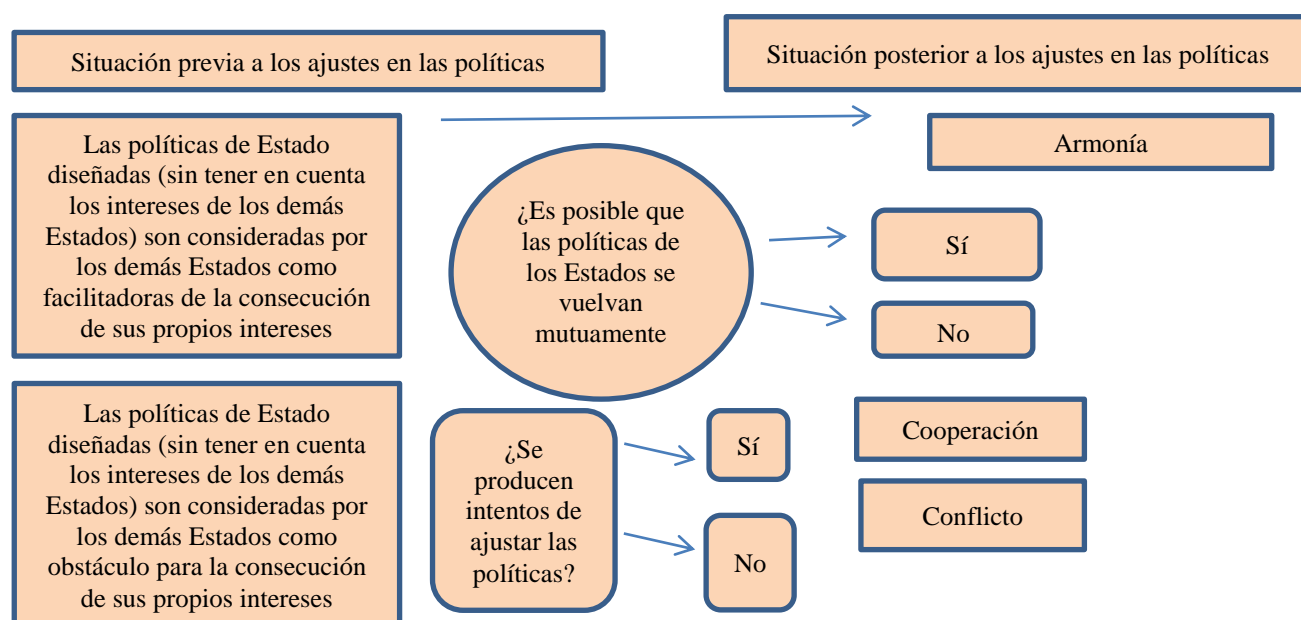 Situación previa a los ajustes en las políticas
Situación posterior a los ajustes en las políticas
Las políticas de Estado
diseñadas (sin tener en cuenta
los intereses de los demás
Estados) son consideradas por
los demás Estados como
facilitadoras de la consecución
de sus propios intereses
Armonía
¿Es posible que
las políticas de
los Estados se
vuelvan
mutuamente
Sí
No
Las políticas de Estado
diseñadas (sin tener en cuenta
los intereses de los demás
Estados) son consideradas por
los demás Estados como
obstáculo para la consecución
de sus propios intereses
¿Se
producen
intentos de
ajustar las
políticas?
Sí
No
Cooperación
Conflicto